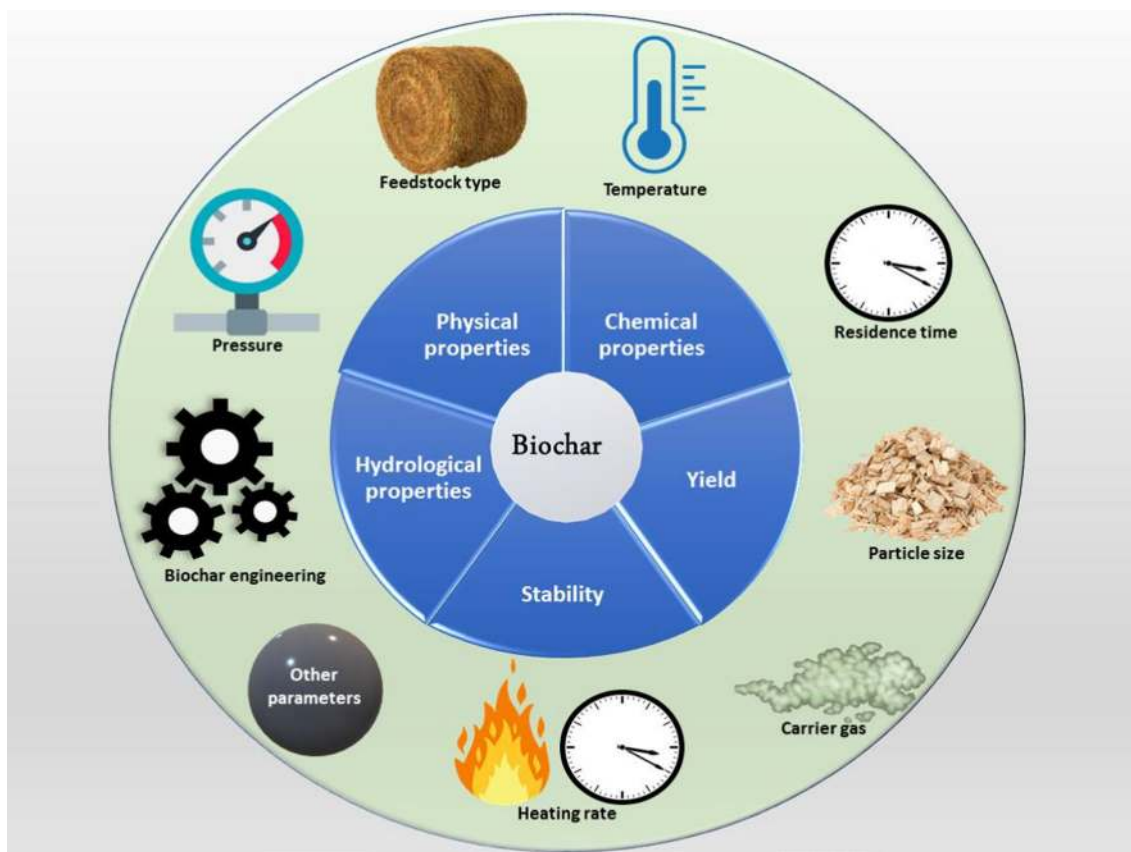 Feedstock type
Temperature
Pressure
Residence time
Physical
properties
Chemical
properties
Biochar
Hydrological
properties
Yield
Stability
Biochar engineering
Particle size
Other
parameters
Carrier gas
Heating rate